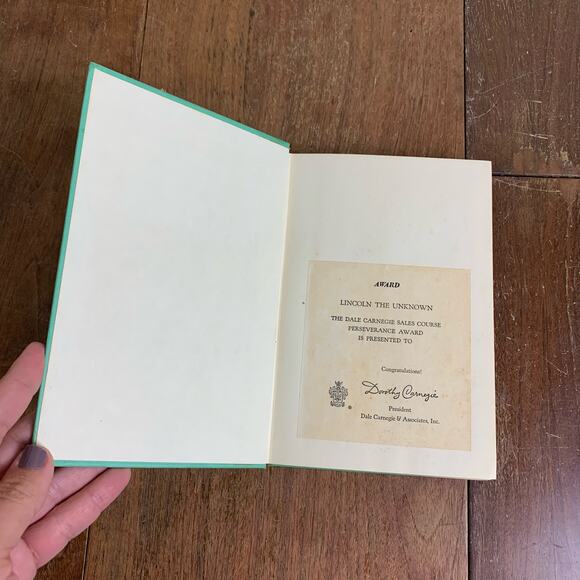 AWARD
LINCOLN THE UNKNOWN
THE DALE CARNEGIE SALES COURSE
PERSEVERANCE AWARD
IS PRESENTED TO
Congratulations!
Dorothy Carnegie
President
Dale Carnegie & Associates, Inc.